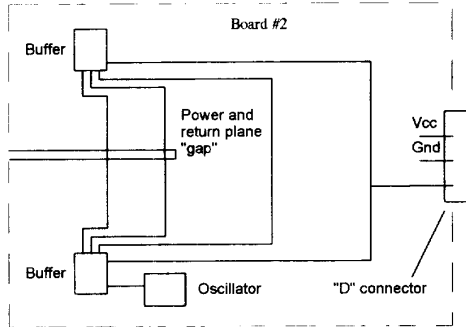 Board #2
Buffer
Power and
return plane
"gap"
Vcc
Gnd
Buffer
Oscillator
"D" connector